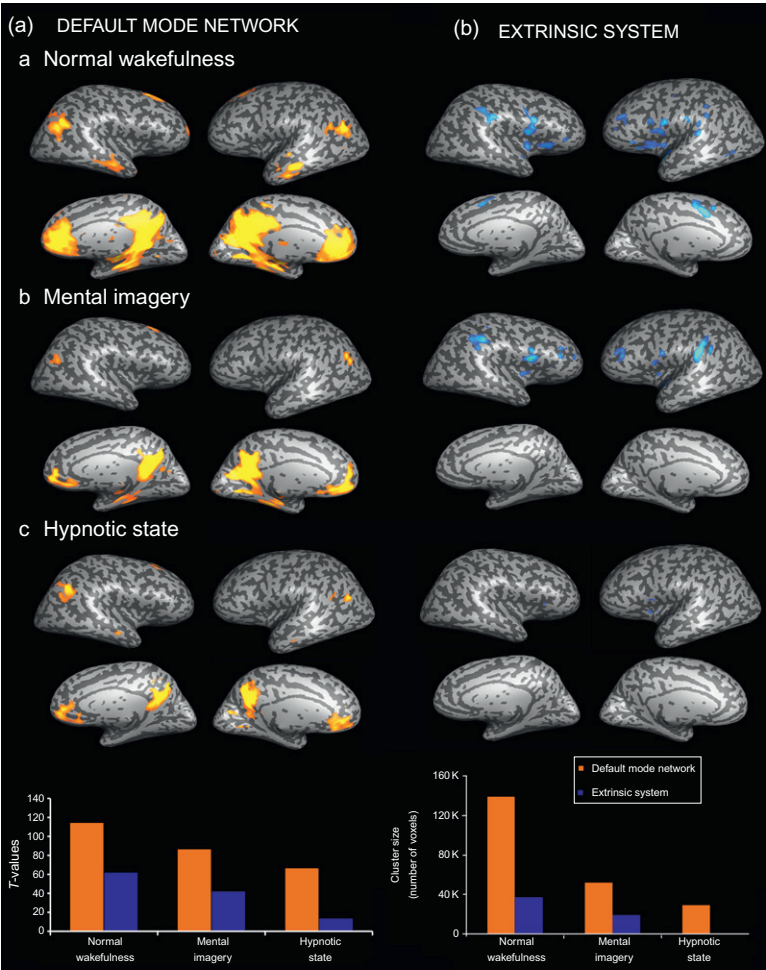 (a) DEFAULT MODE NETWORK
(b) EXTRINSIC SYSTEM
a Normal wakefulness
b Mental imagery
c Hypnotic state
140
120
100
80
60
40
20
0
T-values
Normal wakefulness
Mental imagery
Hypnotic state
160 K
120 K
80 K
40 K
0
Cluster size
(number of voxels)
Default mode network
Extrinsic system
Normal wakefulness
Mental imagery
Hypnotic state